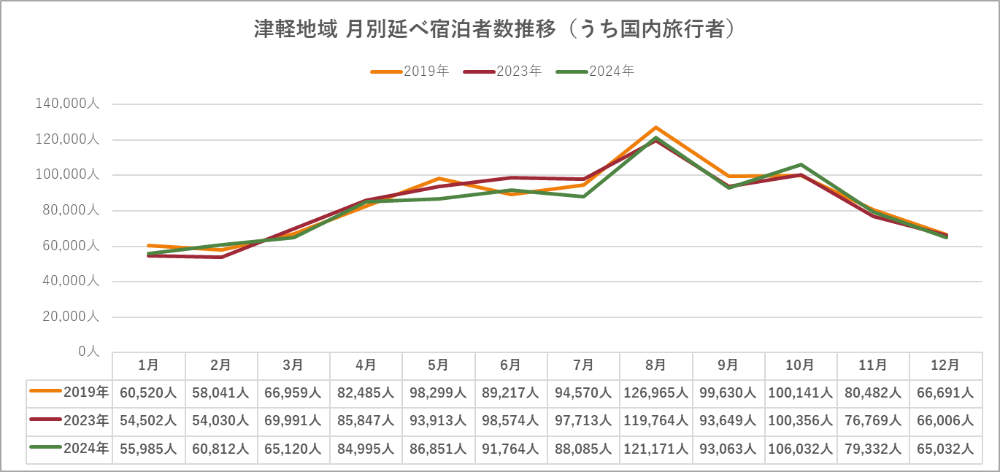 津軽地域 月別延べ宿泊者数推移（うち国内旅行者）
2019年 2023年 2024年
140,000人
120,000人
100,000人
80,000人
60,000人
40,000人
20,000人
0人
1月 2月 3月 4月 5月 6月 7月 8月 9月 10月 11月 12月
2019年 60,520人 58,041人 66,959人 82,485人 98,299人 89,217人 94,570人 126,965人 99,630人 100,141人 80,482人 66,691人
2023年 54,502人 54,030人 69,991人 85,847人 93,913人 98,574人 97,713人 119,764人 93,649人 100,356人 76,769人 66,006人
2024年 55,985人 60,812人 65,120人 84,995人 86,851人 91,764人 88,085人 121,171人 93,063人 106,032人 79,332人 65,032人